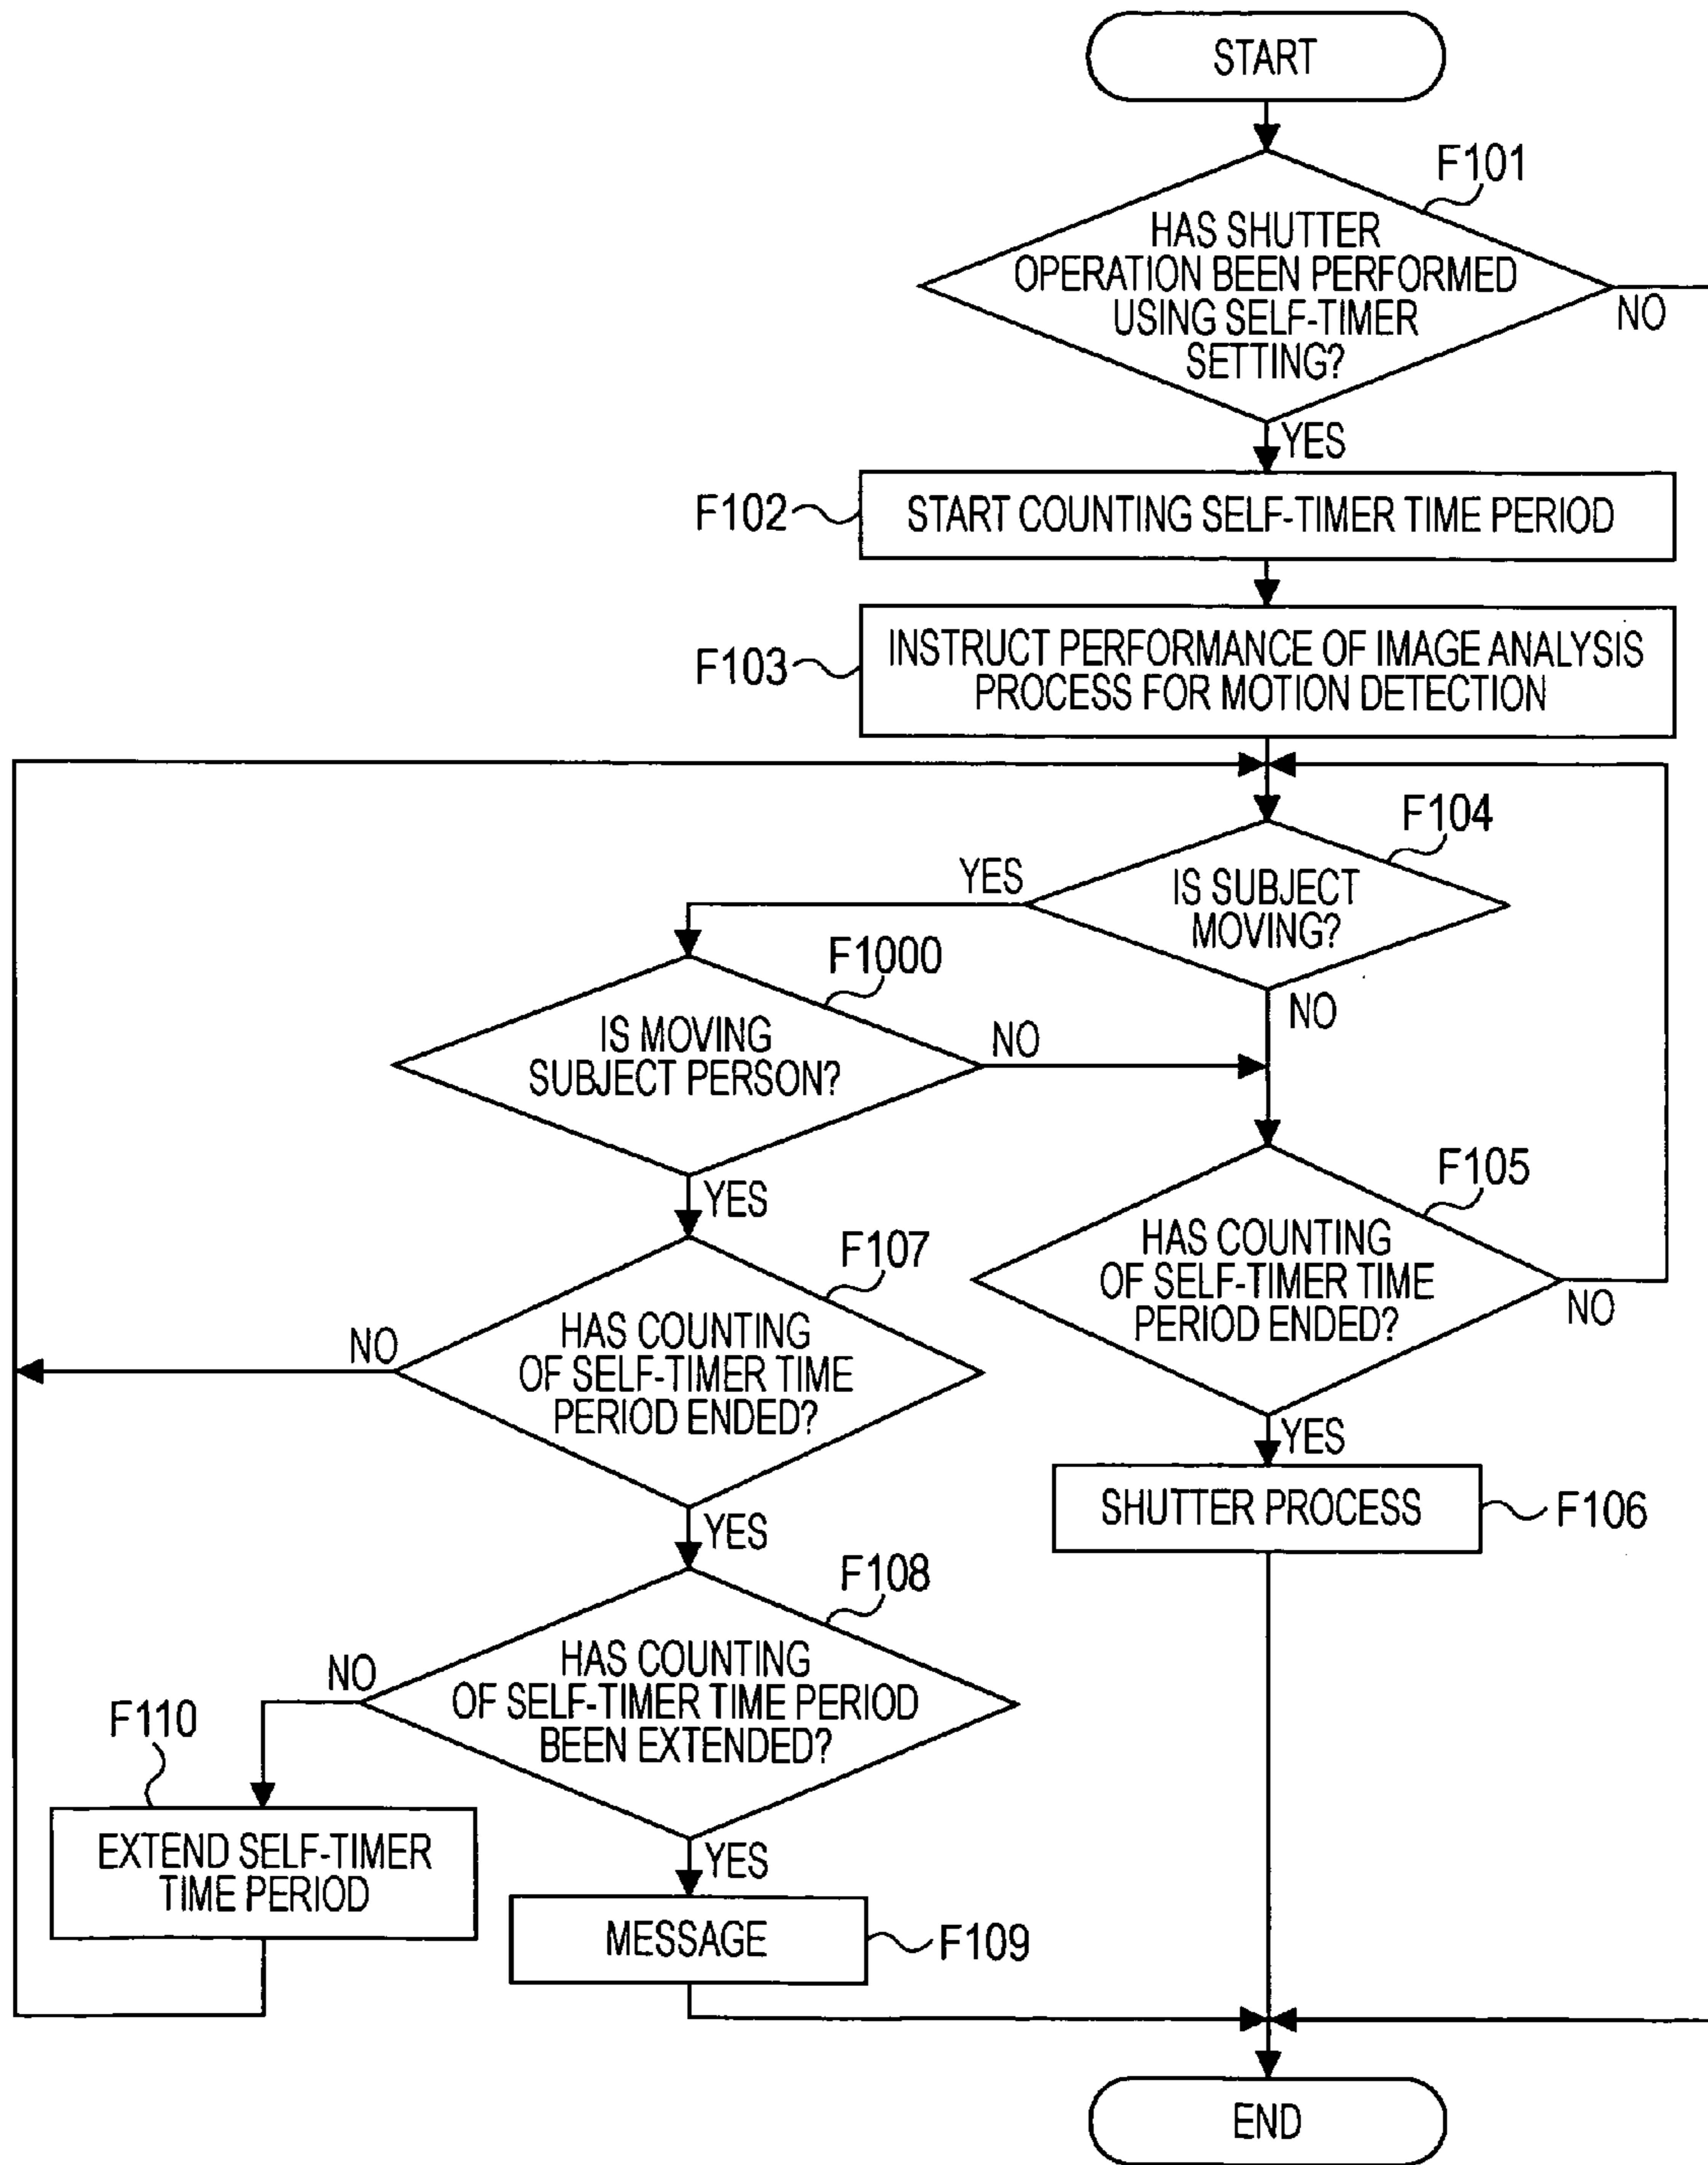 START
F101
HAS SHUTTER
OPERATION BEEN PERFORMED
USING SELF-TIMER
SETTING?
NO
YES
F102
START COUNTING SELF-TIMER TIME PERIOD
F103
INSTRUCT PERFORMANCE OF IMAGE ANALYSIS
PROCESS FOR MOTION DETECTION
F104
YES
IS SUBJECT
MOVING?
NO
F1000
IS MOVING
SUBJECT PERSON?
NO
YES
F105
HAS COUNTING
OF SELF-TIMER TIME
PERIOD ENDED?
NO
YES
F107
HAS COUNTING
OF SELF-TIMER TIME
PERIOD ENDED?
NO
YES
SHUTTER PROCESS
F106
F108
HAS COUNTING
OF SELF-TIMER TIME PERIOD
BEEN EXTENDED?
NO
YES
F110
EXTEND SELF-TIMER
TIME PERIOD
MESSAGE
F109
END